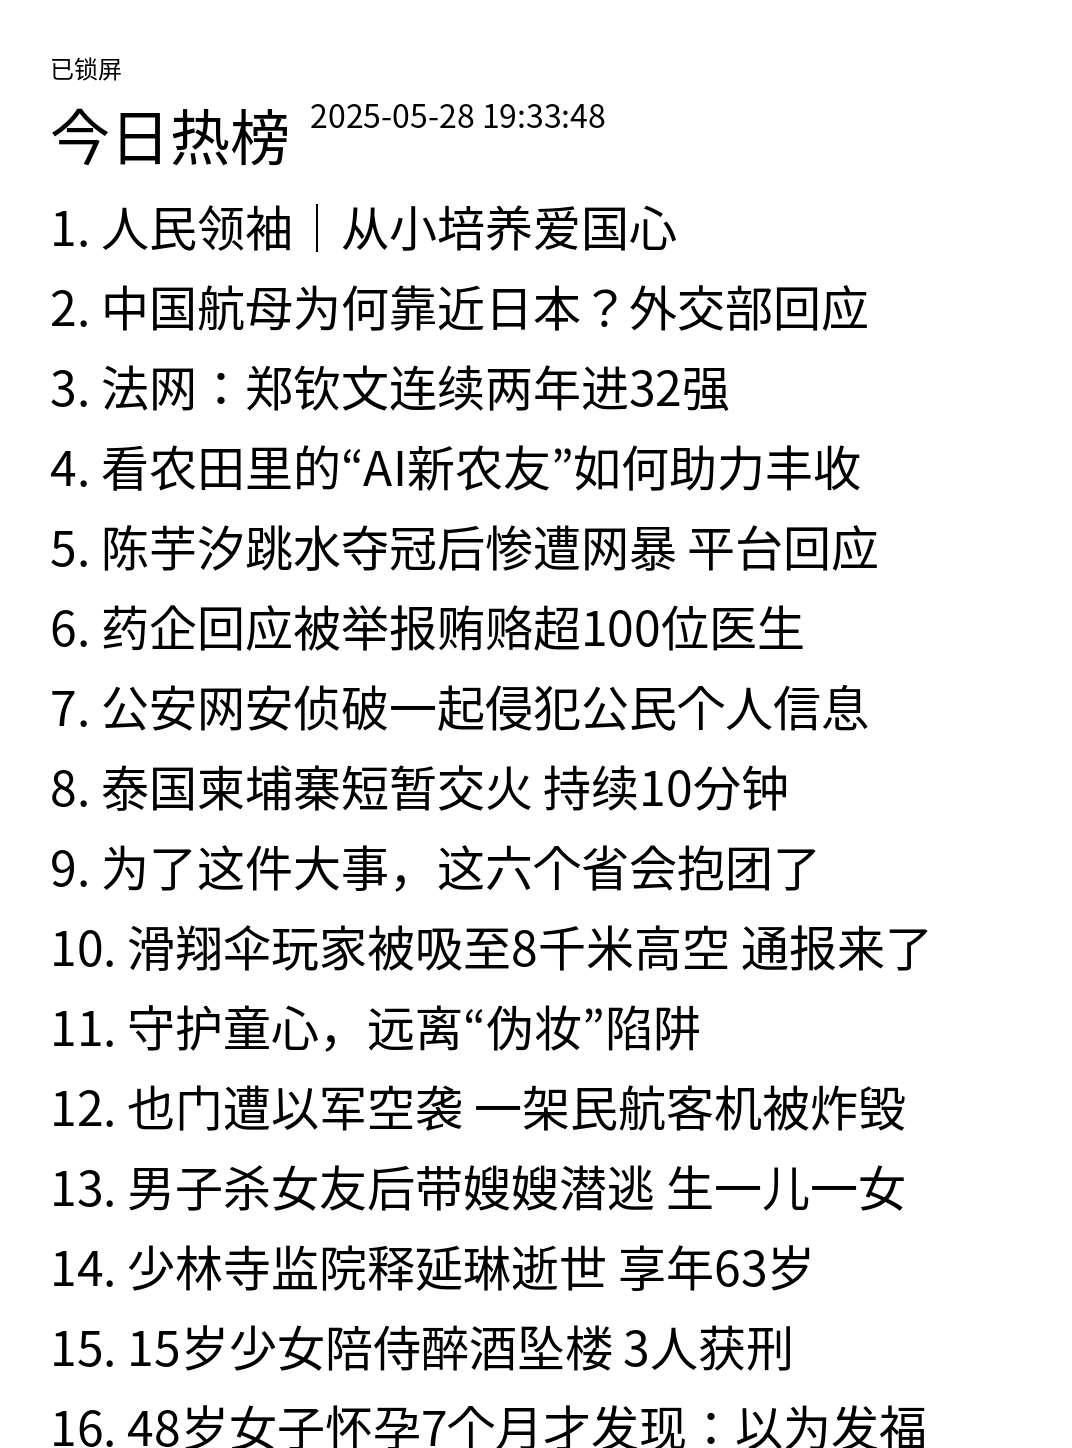 已锁屏
今日热榜 2025-05-28 19:33:48
1. 人民领袖｜从小培养爱国心
2. 中国航母为何靠近日本？外交部回应
3. 法网：郑钦文连续两年进32强
4. 看农田里的“AI新农友”如何助力丰收
5. 陈芋汐跳水夺冠后惨遭网暴 平台回应
6. 药企回应被举报贿赂超100位医生
7. 公安网安侦破一起侵犯公民个人信息
8. 泰国柬埔寨短暂交火 持续10分钟
9. 为了这件大事，这六个省会抱团了
10. 滑翔伞玩家被吸至8千米高空 通报来了
11. 守护童心，远离“伪妆”陷阱
12. 也门遭以军空袭 一架民航客机被炸毁
13. 男子杀女友后带嫂嫂潜逃 生一儿一女
14. 少林寺监院释延琳逝世 享年63岁
15. 15岁少女陪侍醉酒坠楼 3人获刑
16. 48岁女子怀孕7个月才发现：以为发福